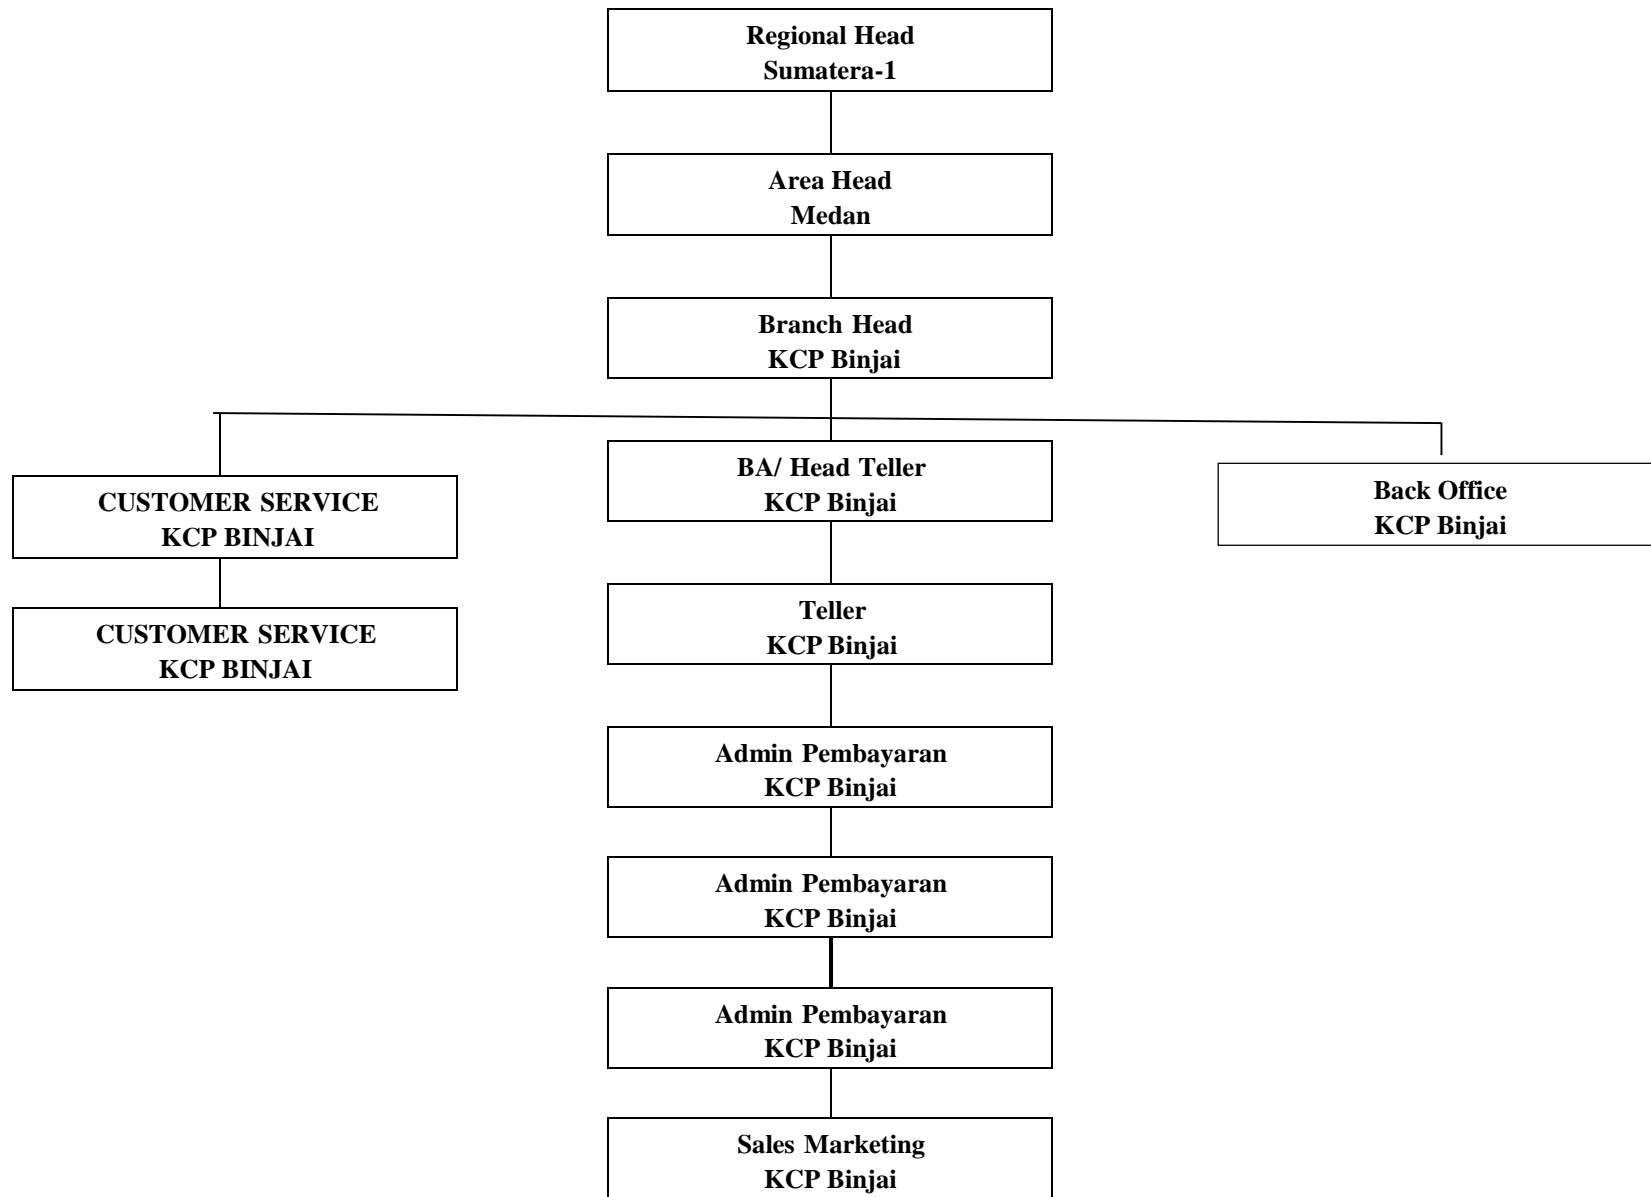 Regional Head
Sumatera-1
Area Head
Medan
Branch Head
KCP Binjai
CUSTOMER SERVICE
KCP BINJAI
CUSTOMER SERVICE
KCP BINJAI
BA/ Head Teller
KCP Binjai
Teller
KCP Binjai
Admin Pembayaran
KCP Binjai
Admin Pembayaran
KCP Binjai
Admin Pembayaran
KCP Binjai
Sales Marketing
KCP Binjai
Back Office
KCP Binjai